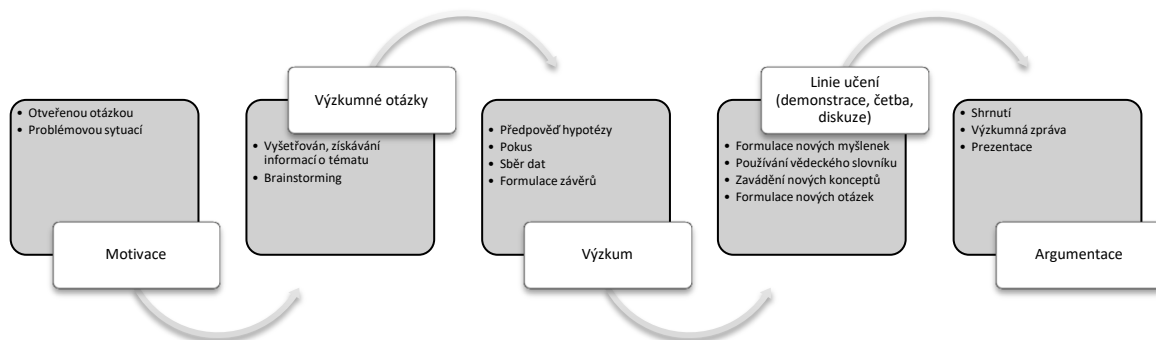 • Otevřenou otázkou
• Problémovou sytuací
Motivace
Výzkumné otázky
• Vyšetřován, získávání
informací o tématu
• Brainstorming
• Předpověď hypotézy
• Pokus
• Sběr dat
• Formulace závěrů
Výzkum
Linie učení
(demonstrace, četba,
diskuze)
• Formulace nových myšlenek
• Používání vědeckého slovníku
• Zavádění nových konceptů
• Formulace nových otázek
• Shrnutí
• Výzkumná zpráva
• Prezentace
Argumentace